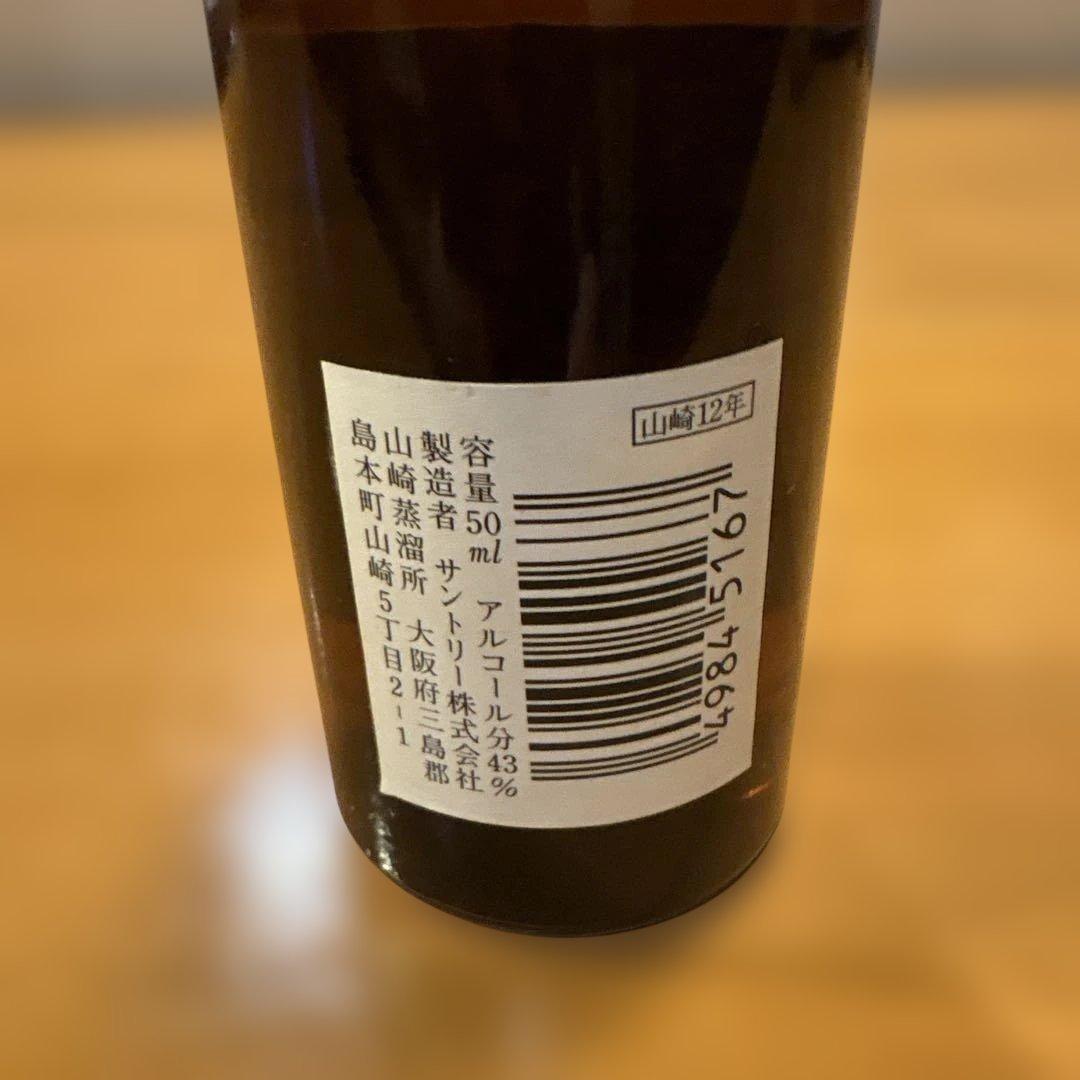 山崎12年
容量50ml アルコール分43%
製造者 サントリー株式会社
山崎蒸溜所 大阪府三島郡
島本町山崎5丁目2-1
4984 5167